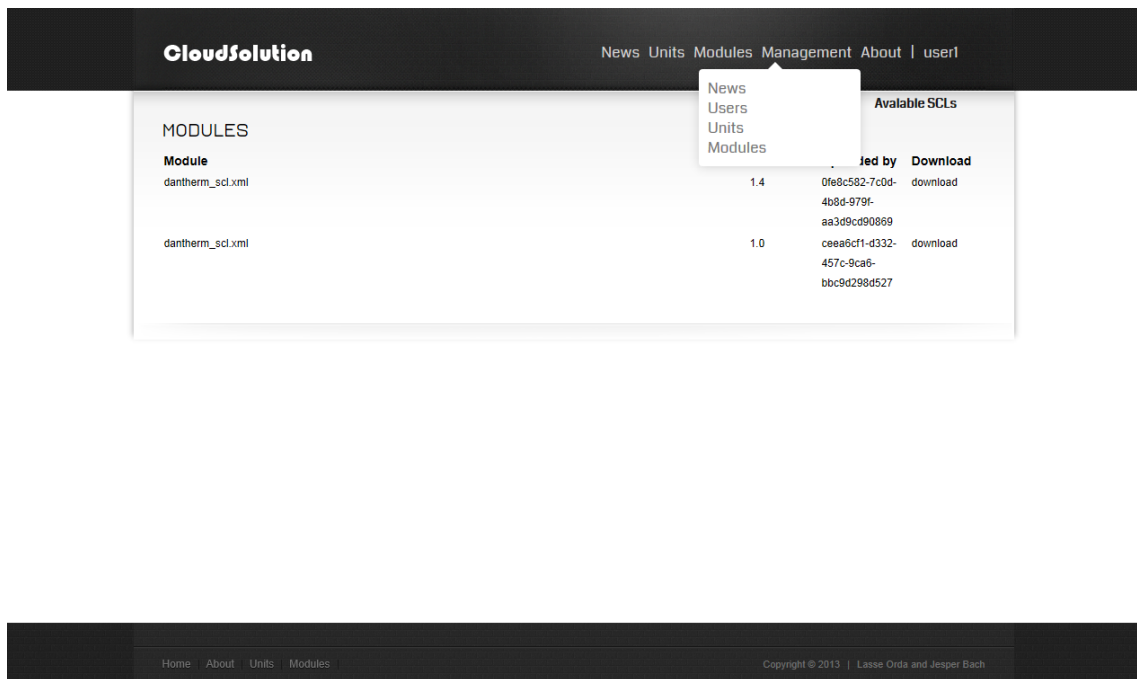 CloudSolution
News Units Modules Management About | user1
News
Users
Units
Modules
Avalable SCLs
MODULES
Module by Download
dantherm_scl.xml 1.4 0fe8c582-7c0d- download
4b8d-979f-
aa3d9cd90869
dantherm_scl.xml 1.0 ceea6cf1-d332- download
457c-9ca6-
bbc9d298d527
Home | About | Units | Modules |
Copyright © 2013 | Lasse Orda and Jesper Bach